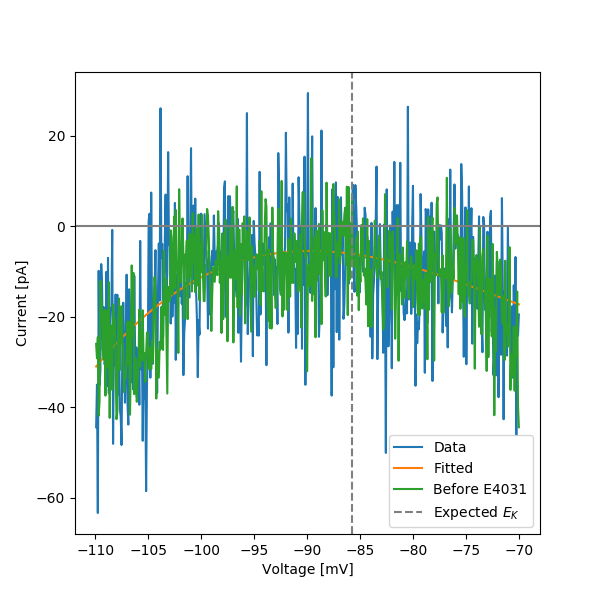 20
0
−20
−40
−60
Current [pA]
Data
Fitted
Before E4031
Expected E_K
−110
−105
−100
−95
−90
−85
−80
−75
−70
Voltage [mV]